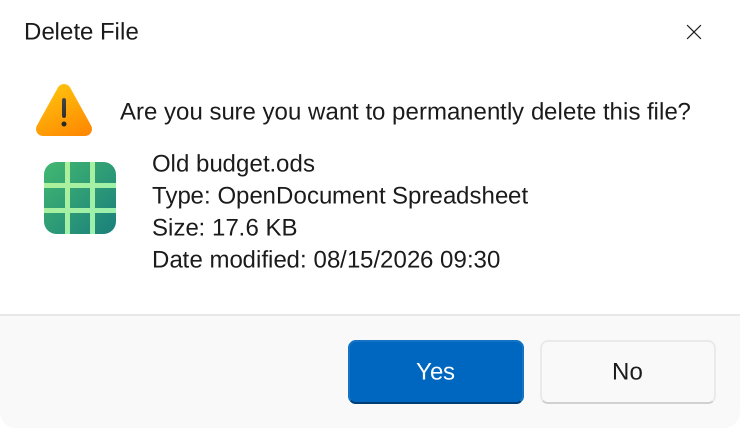 Delete File
Are you sure you want to permanently delete this file?
Old budget.ods
Type: OpenDocument Spreadsheet
Size: 17.6 KB
Date modified: 08/15/2026 09:30
Yes
No